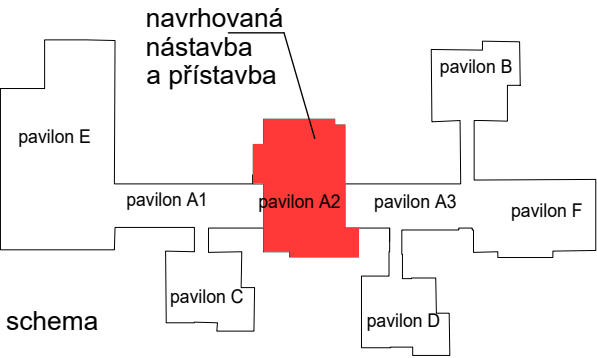 navrhovaná
nástavba
a přístavba
pavilon B
pavilon E
pavilon A1
pavilon A2
pavilon A3
pavilon F
pavilon C
pavilon D
schema